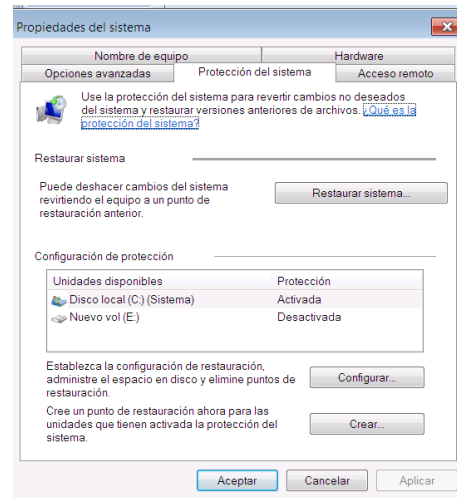 Propiedades del sistema
Nombre de equipo
Hardware
Opciones avanzadas
Protección del sistema
Acceso remoto
Use la protección del sistema para revertir cambios no deseados
del sistema y restaurar versiones anteriores de archivos. ¿Qué es la
protección del sistema?
Restaurar sistema
Puede deshacer cambios del sistema
revirtiendo el equipo a un punto de
restauración anterior.
Restaurar sistema...
Configuración de protección
Unidades disponibles
Protección
Disco local (C:) (Sistema)
Activada
Nuevo vol (E:)
Desactivada
Establezca la configuración de restauración,
administre el espacio en disco y elimine puntos de
restauración.
Configurar...
Cree un punto de restauración ahora para las
unidades que tienen activada la protección del
sistema.
Crear...
Aceptar
Cancelar
Aplicar